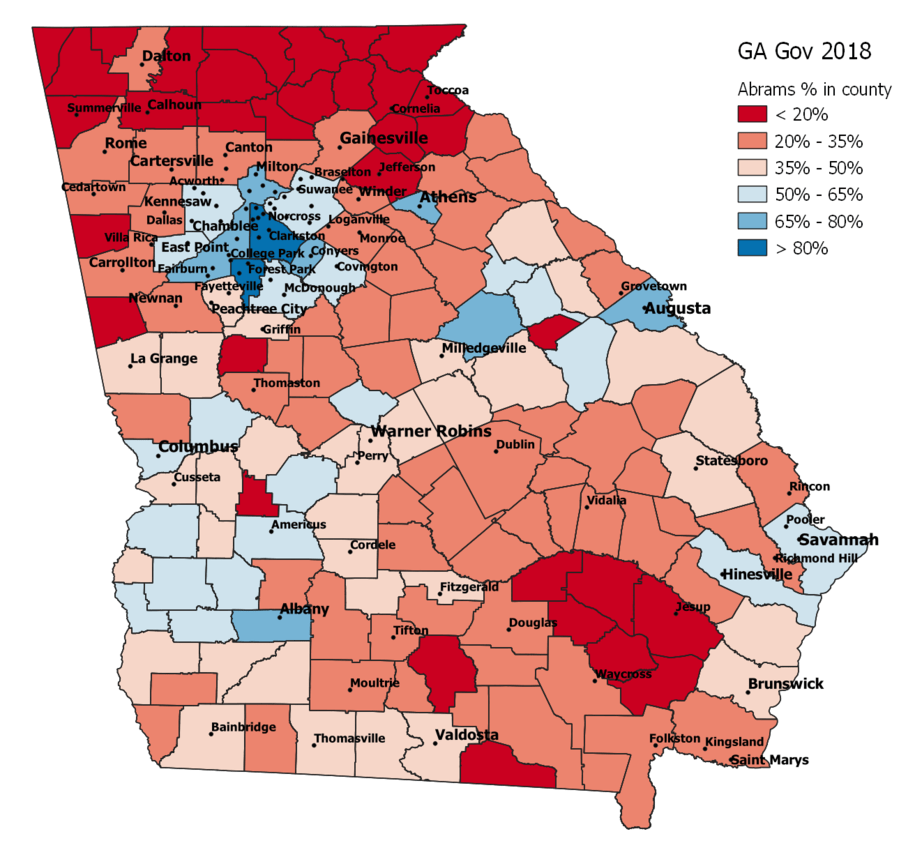 GA Gov 2018
Abrams % in county
< 20%
20% - 35%
35% - 50%
50% - 65%
65% - 80%
> 80%
Dalton
Toccoa
Summerville
Calhoun
Cornelia
Rome
Gainesville
Canton
Cartersville
Milton
Braselton
Jefferson
Acworth
Cedartown
Suwanee
Winder
Athens
Kennesaw
Dallas
Norcross
Loganville
Chamblee
Villa Rica
Clarkston
Monroe
East Point
College Park
Conyers
Carrollton
Fairburn
Forest Park
Covington
Fayetteville
McDonough
Grovetown
Newnan
Peachtree City
Augusta
Griffin
La Grange
Milledgeville
Thomaston
Warner Robins
Columbus
Dublin
Perry
Statesboro
Cusseta
Rincon
Vidalia
Americus
Pooler
Savannah
Cordele
Richmond Hill
Hinesville
Fitzgerald
Albany
Jesup
Douglas
Tifton
Waycross
Moultrie
Brunswick
Bainbridge
Valdosta
Thomasville
Folkston
Kingsland
Saint Marys